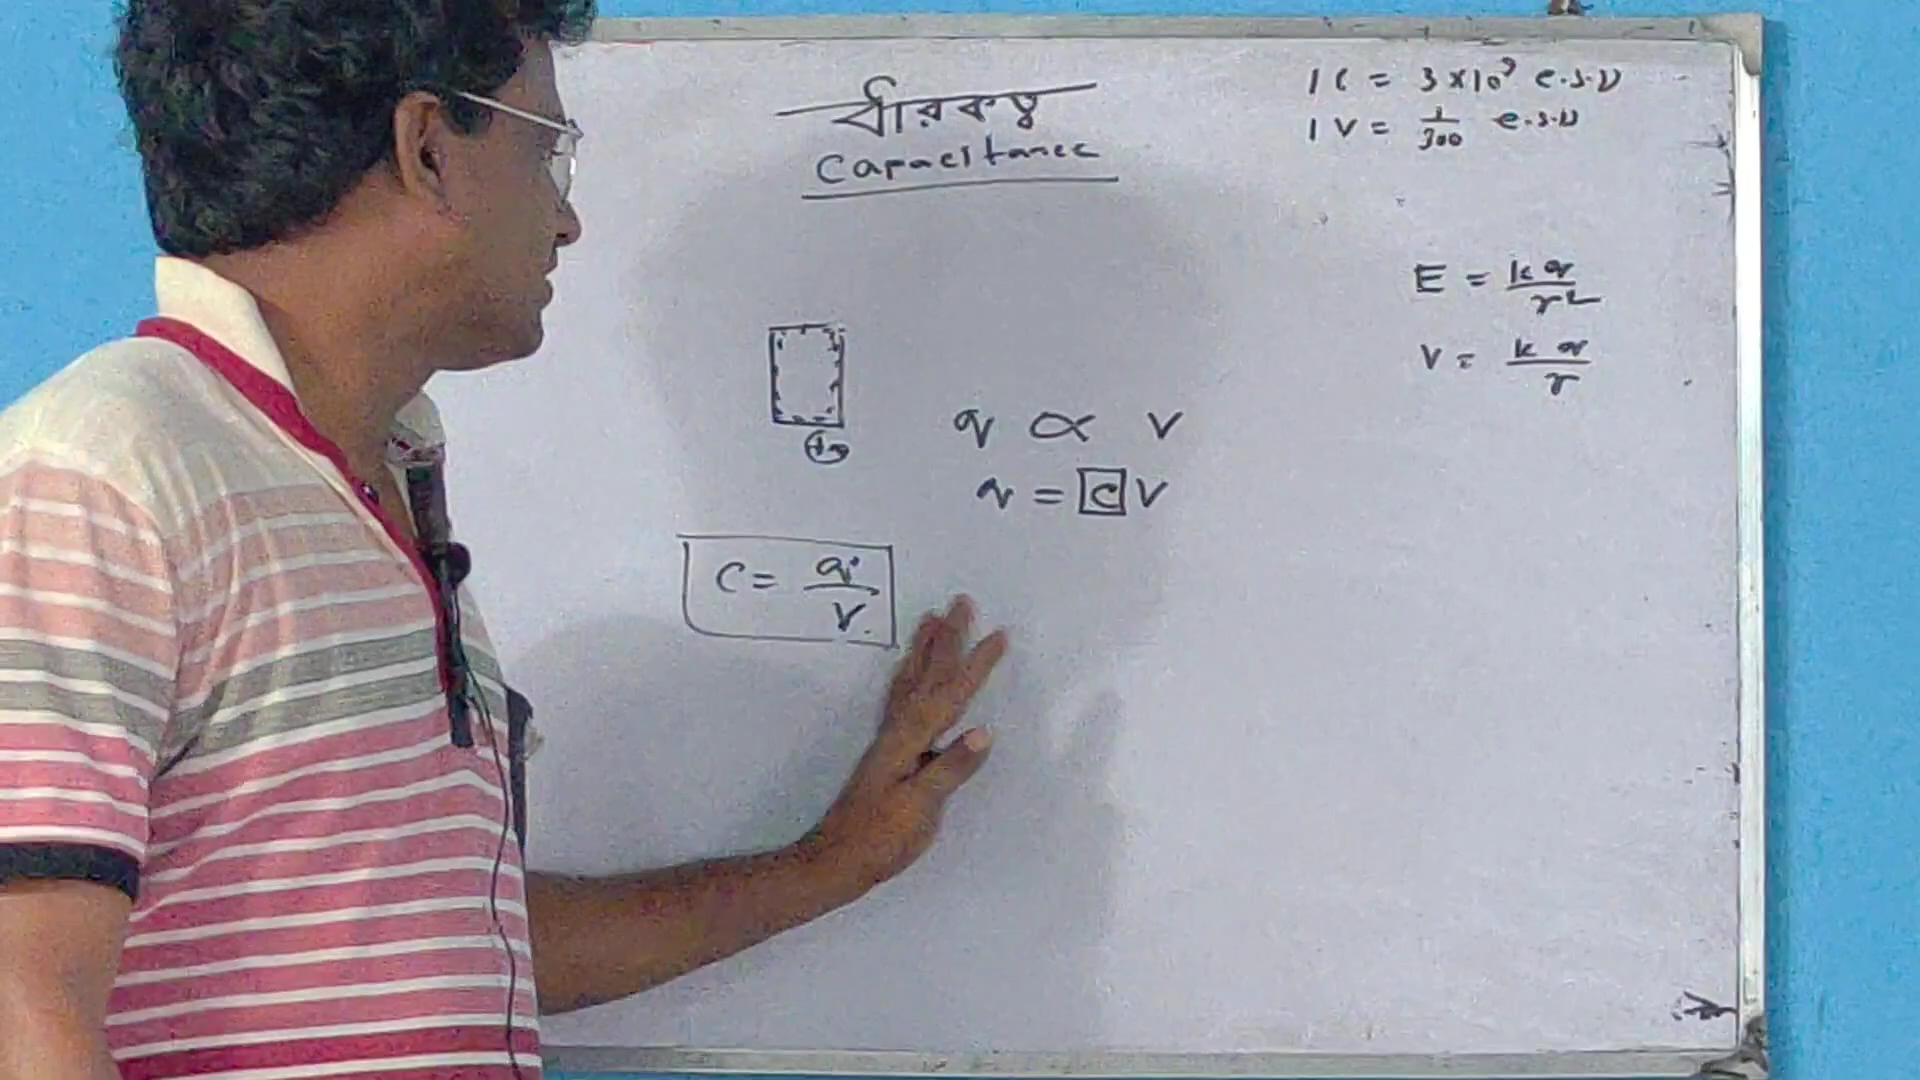 ধারকত্ব
Capacitance
1 C = 3 × 10⁹ e.s.u
1 V = 1/300 e.s.u
E = kq/r²
V = kq/r
q ∝ v
q = C V
C = q/V